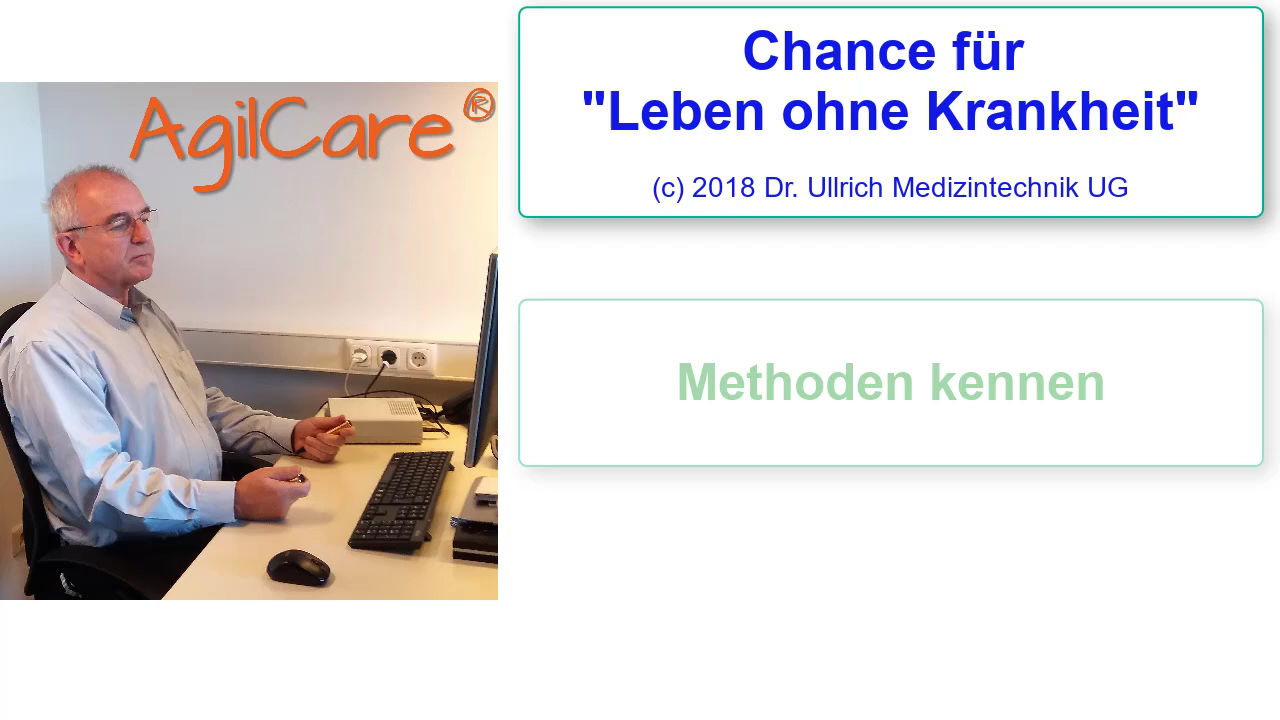 AgilCare®
Chance für
"Leben ohne Krankheit"
(c) 2018 Dr. Ullrich Medizintechnik UG
Methoden kennen